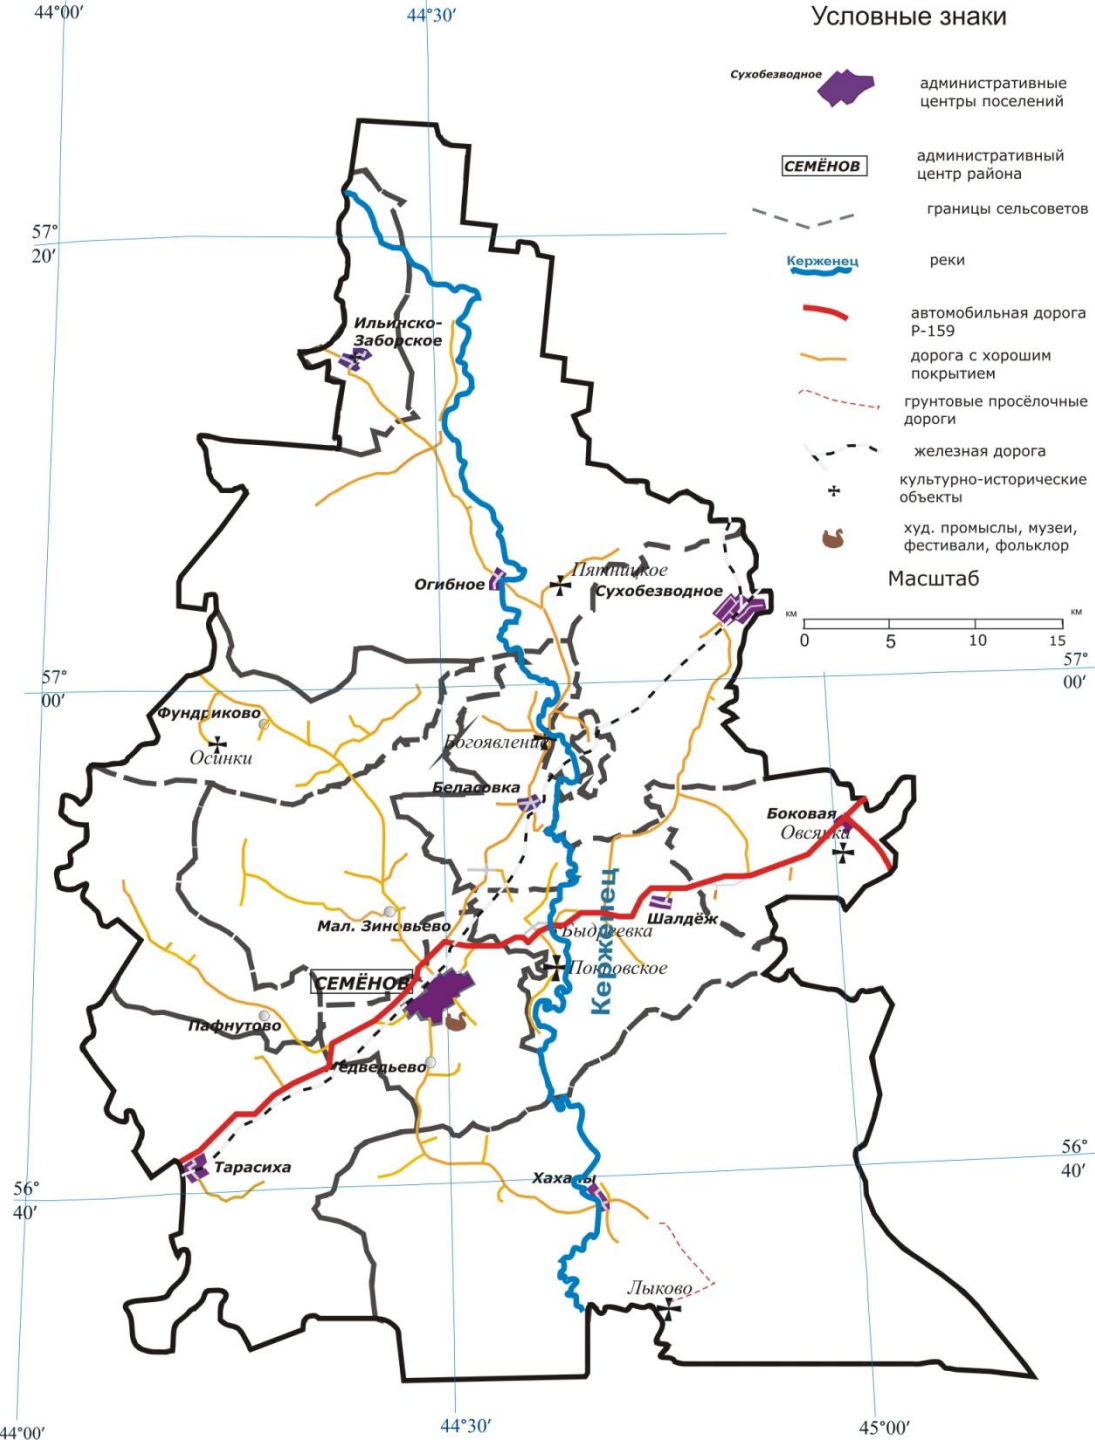 44°00′
44°30′
Условные знаки
Сухобезводное
административные
центры поселений
СЕМЁНОВ
административный
центр района
границы сельсоветов
57°
20′
Керженец
реки
автомобильная дорога
Р-159
Ильинско-
Заборское
дорога с хорошим
покрытием
грунтовые просёлочные
дороги
железная дорога
культурно-исторические
объекты
худ. промыслы, музеи,
фестивали, фольклор
Масштаб
км
км
0 5 10 15
Пятницкое
Огибное
Сухобезводное
57°
00′
57°
00′
Фундриково
Осинки
Богоявление
Беласовка
Боковая
Овсянка
Мал. Зиновьево
Шалдёж
Быдреевка
Керженец
Покровское
СЕМЁНОВ
Пафнутово
Медведьево
56°
40′
Тарасиха
Хахалы
56°
40′
Лыково
44°00′
44°30′
45°00′